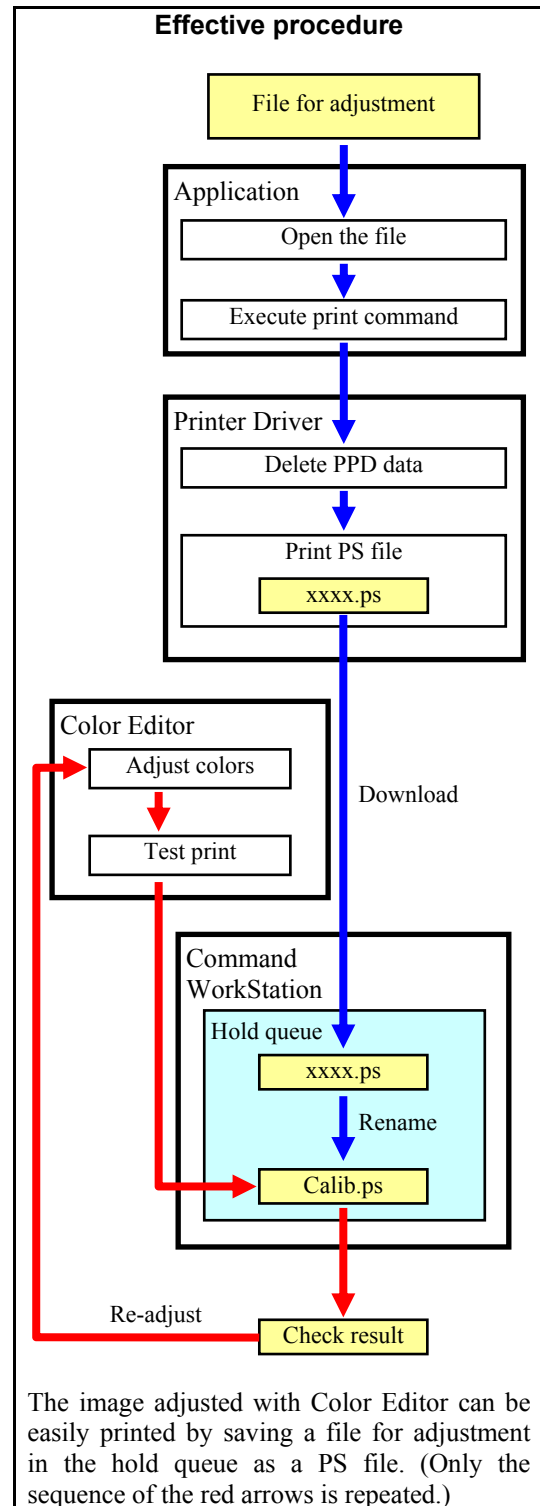 Effective procedure
File for adjustment
Application
Open the file
Execute print command
Printer Driver
Delete PPD data
Print PS file
xxxx.ps
Color Editor
Adjust colors
Download
Test print
Command
WorkStation
Hold queue
xxxx.ps
Rename
Calib.ps
Re-adjust
Check result
The image adjusted with Color Editor can be
easily printed by saving a file for adjustment
in the hold queue as a PS file. (Only the
sequence of the red arrows is repeated.)